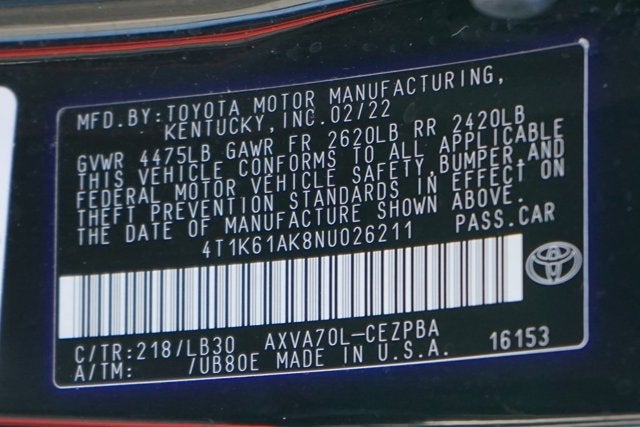 MFD.BY:TOYOTA MOTOR MANUFACTURING,
KENTUCKY,INC.02/22
GVWR 4475LB GAWR FR 2620LB RR 2420LB
THIS VEHICLE CONFORMS TO ALL APPLICABLE
FEDERAL MOTOR VEHICLE SAFETY,BUMPER,AND
THEFT PREVENTION STANDARDS IN EFFECT ON
THE DATE OF MANUFACTURE SHOWN ABOVE.
4T1K61AK8NU026211 PASS.CAR
C/TR:218/LB30 AXVA70L-CEZPBA 16153
A/TM: /UB80E MADE IN U.S.A.